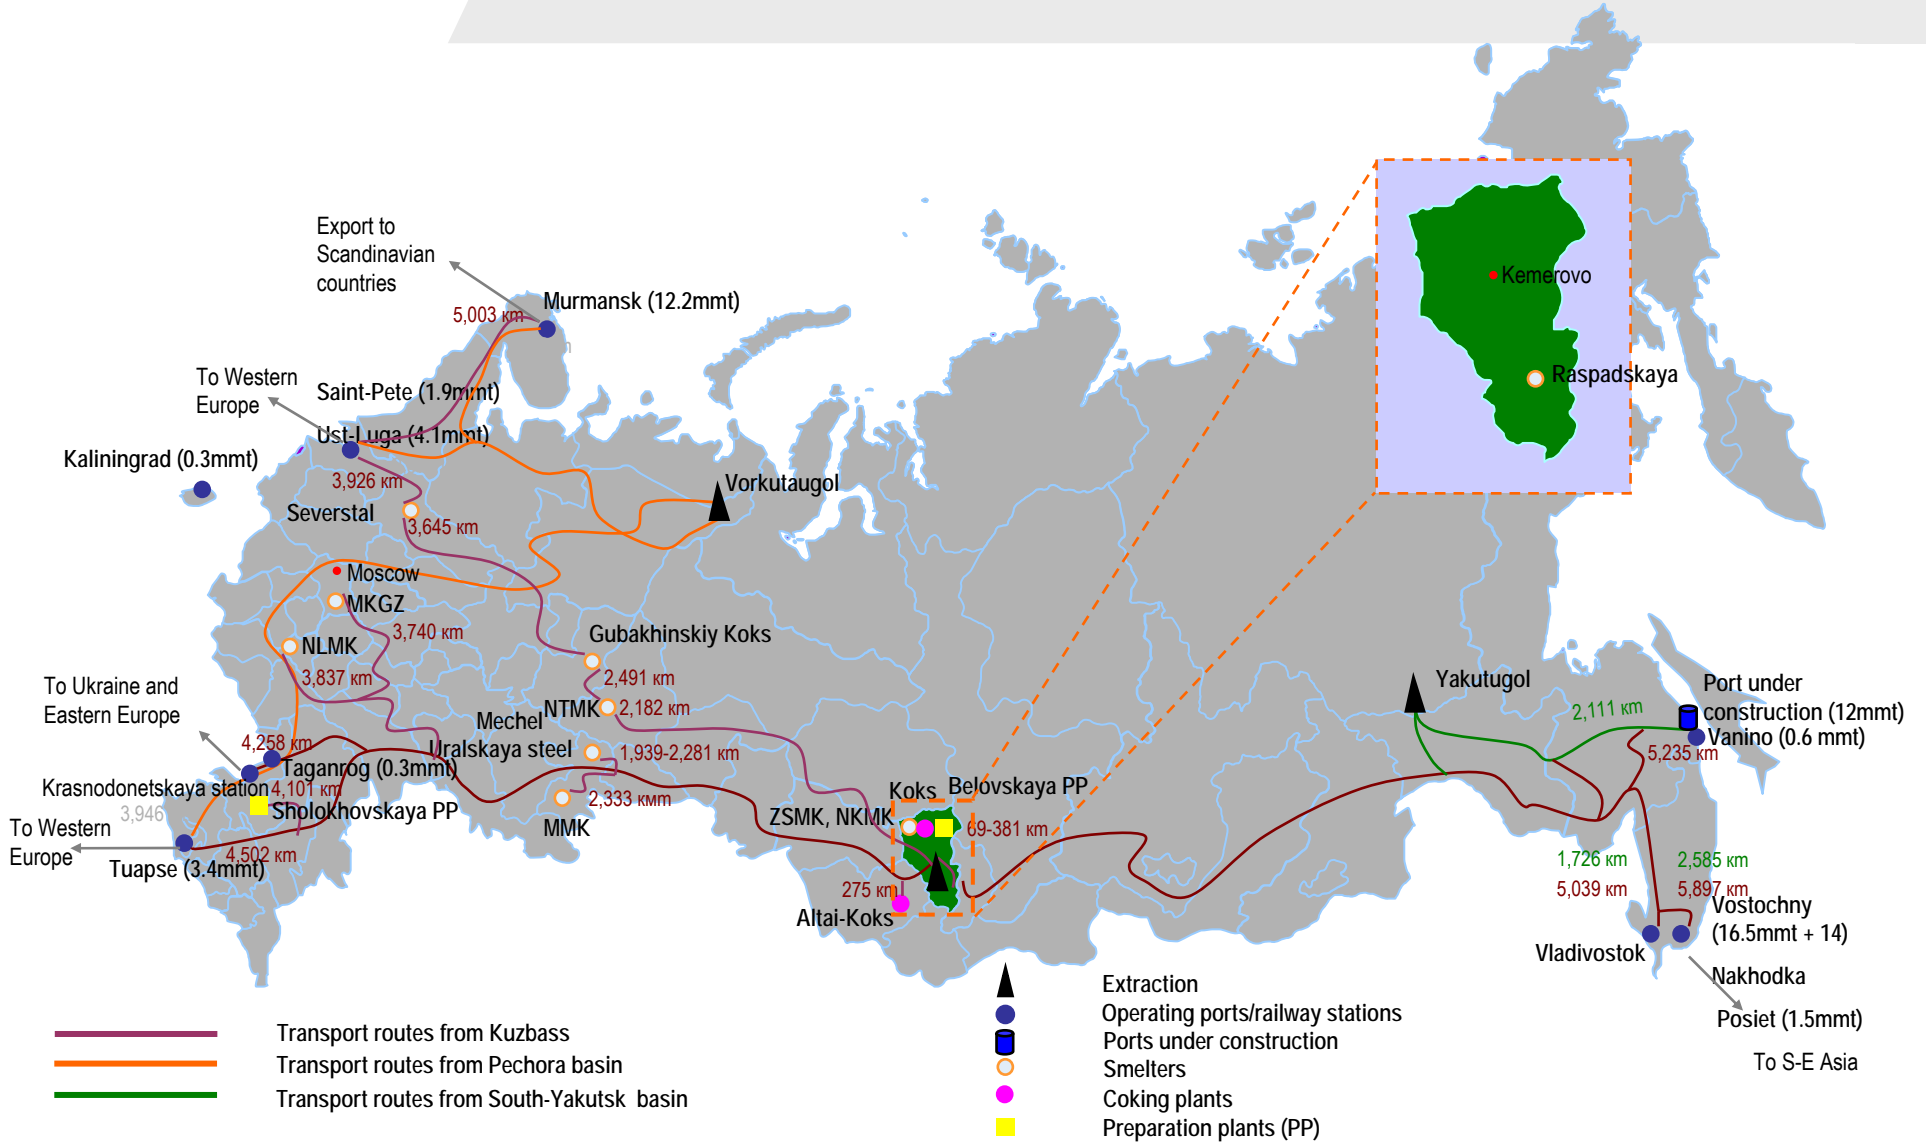 Export to
Scandinavian
countries
Murmansk (12.2mmt)
5,003 км
To Western
Europe
Saint-Pete (1.9mmt)
Ust-Luga (4.1mmt)
Kaliningrad (0.3mmt)
3,926 км
Severstal
3,645 км
Vorkutaugol
Moscow
MKGZ
3,740 км
NLMK
3,837 км
Gubakhinskiy Koks
2,491 км
NTMK
2,182 км
Mechel
Uralskaya steel
1,939-2,281 км
2,333 кмm
MMK
To Ukraine and
Eastern Europe
4,258 км
Taganrog (0.3mmt)
Krasnodonetskaya station
4,101 км
Sholokhovskaya PP
3,946
To Western
Europe
4,502 км
Tuapse (3.4mmt)
Koks
Belovskaya PP
ZSMK, NKMK
69-381 км
275 км
Altai-Koks
Kemerovo
Raspadskaya
Yakutugol
2,111 км
Port under
construction (12mmt)
Vanino (0.6 mmt)
5,235 км
1,726 км
5,039 км
2,585 км
5,897 км
Vostochny
(16.5mmt + 14)
Vladivostok
Nakhodka
Posiet (1.5mmt)
To S-E Asia
Transport routes from Kuzbass
Transport routes from Pechora basin
Transport routes from South-Yakutsk basin
Extraction
Operating ports/railway stations
Ports under construction
Smelters
Coking plants
Preparation plants (PP)